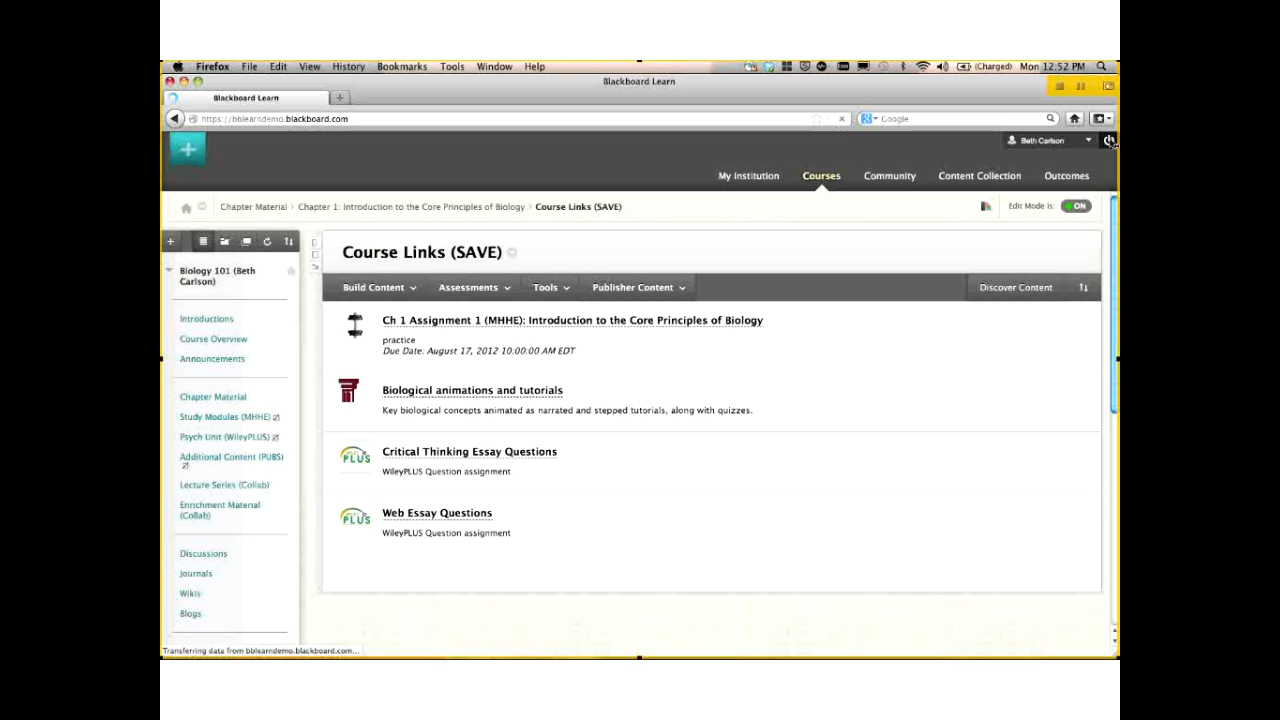 Firefox File Edit View History Bookmarks Tools Window Help (Charged) Mon 12:52 PM
Blackboard Learn
Blackboard Learn
https://bblearndemo.blackboard.com Google
Beth Carlson
My Institution Courses Community Content Collection Outcomes
Chapter Material Chapter 1: Introduction to the Core Principles of Biology Course Links (SAVE) Edit Mode is: ON
Biology 101 (Beth
Carlson)
Introductions
Course Overview
Announcements
Chapter Material
Study Modules (MHHE)
Psych Unit (WileyPLUS)
Additional Content (PUBS)
Lecture Series (Collab)
Enrichment Material
(Collab)
Discussions
Journals
Wikis
Blogs
Course Links (SAVE)
Build Content Assessments Tools Publisher Content Discover Content
Ch 1 Assignment 1 (MHHE): Introduction to the Core Principles of Biology
practice
Due Date: August 17, 2012 10:00:00 AM EDT
Biological animations and tutorials
Key biological concepts animated as narrated and stepped tutorials, along with quizzes.
PLUS
Critical Thinking Essay Questions
WileyPLUS Question assignment
PLUS
Web Essay Questions
WileyPLUS Question assignment
Transferring data from bblearndemo.blackboard.com...